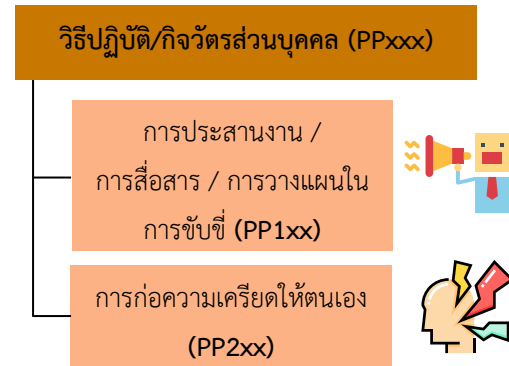 วิธีปฏิบัติ/กิจวัตรส่วนบุคคล (PPxxx)
การประสานงาน /
การสื่อสาร / การวางแผนใน
การขับขี่ (PP1xx)
การก่อความเครียดให้ตนเอง
(PP2xx)